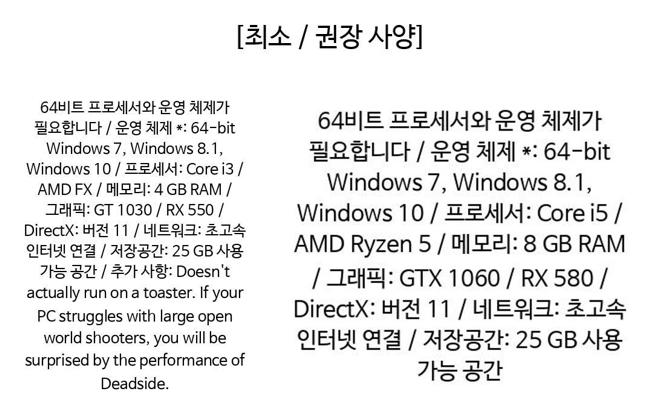 [최소 / 권장 사양]
64비트 프로세서와 운영 체제가
필요합니다 / 운영 체제 *: 64-bit
Windows 7, Windows 8.1,
Windows 10 / 프로세서: Core i3 /
AMD FX / 메모리: 4 GB RAM /
그래픽: GT 1030 / RX 550 /
DirectX: 버전 11 / 네트워크: 초고속
인터넷 연결 / 저장공간: 25 GB 사용
가능 공간 / 추가 사항: Doesn't
actually run on a toaster. If your
PC struggles with large open
world shooters, you will be
surprised by the performance of
Deadside.
64비트 프로세서와 운영 체제가
필요합니다 / 운영 체제 *: 64-bit
Windows 7, Windows 8.1,
Windows 10 / 프로세서: Core i5 /
AMD Ryzen 5 / 메모리: 8 GB RAM
/ 그래픽: GTX 1060 / RX 580 /
DirectX: 버전 11 / 네트워크: 초고속
인터넷 연결 / 저장공간: 25 GB 사용
가능 공간